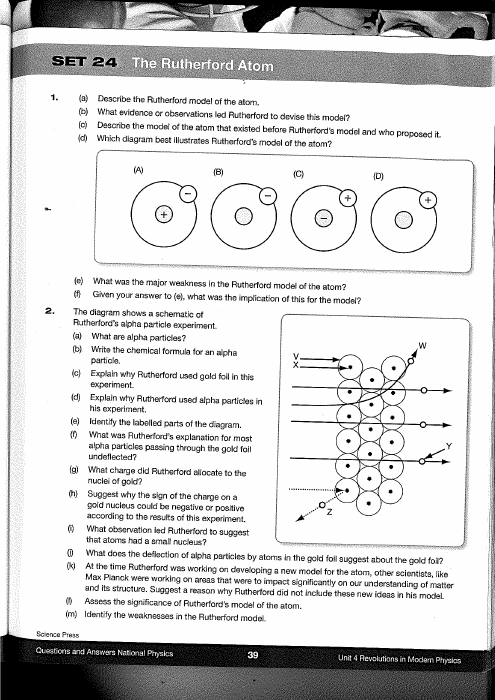 SET 24 The Rutherford Atom
1. (a) Describe the Rutherford model of the atom.
(b) What evidence or observations led Rutherford to devise this model?
(c) Describe the model of the atom that existed before Rutherford's model and who proposed it.
(d) Which diagram best illustrates Rutherford's model of the atom?
(A) (B) (C) (D)
− − + +
+ −
(e) What was the major weakness in the Rutherford model of the atom?
(f) Given your answer to (e), what was the implication of this for the model?
2. The diagram shows a schematic of
Rutherford's alpha particle experiment.
(a) What are alpha particles?
(b) Write the chemical formula for an alpha
particle.
(c) Explain why Rutherford used gold foil in this
experiment.
(d) Explain why Rutherford used alpha particles in
his experiment.
(e) Identify the labelled parts of the diagram.
(f) What was Rutherford's explanation for most
alpha particles passing through the gold foil
undeflected?
(g) What charge did Rutherford allocate to the
nuclei of gold?
(h) Suggest why the sign of the charge on a
gold nucleus could be negative or positive
according to the results of this experiment.
(i) What observation led Rutherford to suggest
that atoms had a small nucleus?
W
V
X
Y
Z
(j) What does the deflection of alpha particles by atoms in the gold foil suggest about the gold foil?
(k) At the time Rutherford was working on developing a new model for the atom, other scientists, like
Max Planck were working on areas that were to impact significantly on our understanding of matter
and its structure. Suggest a reason why Rutherford did not include these new ideas in his model.
(l) Assess the significance of Rutherford's model of the atom.
(m) Identify the weaknesses in the Rutherford model.
Science Press
Questions and Answers National Physics
39
Unit 4 Revolutions in Modern Physics